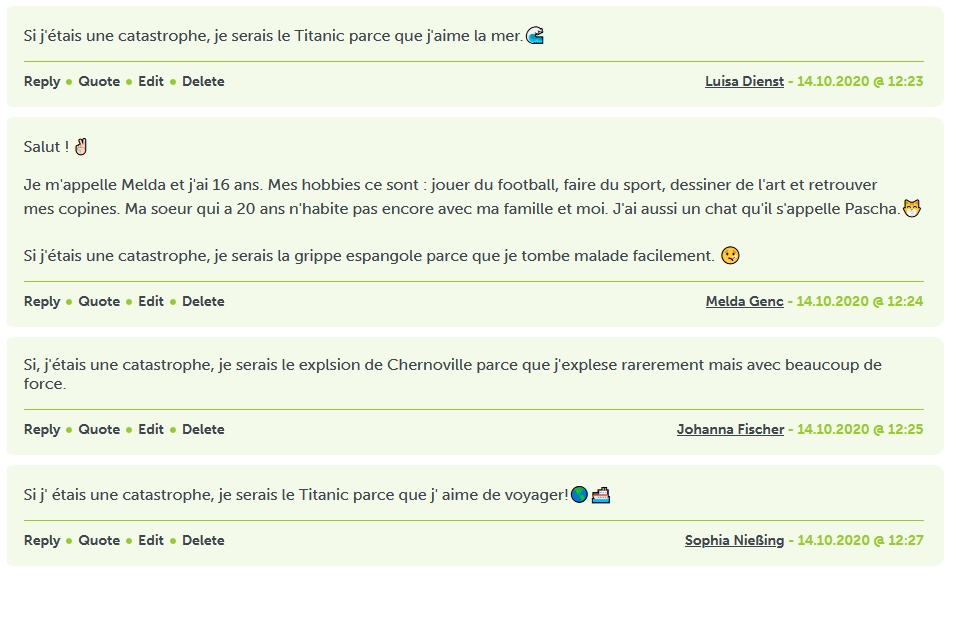 Si j'étais une catastrophe, je serais le Titanic parce que j'aime la mer.🌊
Reply • Quote • Edit • Delete Luisa Dienst - 14.10.2020 @ 12:23
Salut ! ✌🏻
Je m'appelle Melda et j'ai 16 ans. Mes hobbies ce sont : jouer du football, faire du sport, dessiner de l'art et retrouver
mes copines. Ma soeur qui a 20 ans n'habite pas encore avec ma famille et moi. J'ai aussi un chat qu'il s'appelle Pascha.😸
Si j'étais une catastrophe, je serais la grippe espangole parce que je tombe malade facilement. 🤨
Reply • Quote • Edit • Delete Melda Genc - 14.10.2020 @ 12:24
Si, j'étais une catastrophe, je serais le explsion de Chernoville parce que j'explese rarerement mais avec beaucoup de
force.
Reply • Quote • Edit • Delete Johanna Fischer - 14.10.2020 @ 12:25
Si j' étais une catastrophe, je serais le Titanic parce que j' aime de voyager!🌎🚢
Reply • Quote • Edit • Delete Sophia Nießing - 14.10.2020 @ 12:27